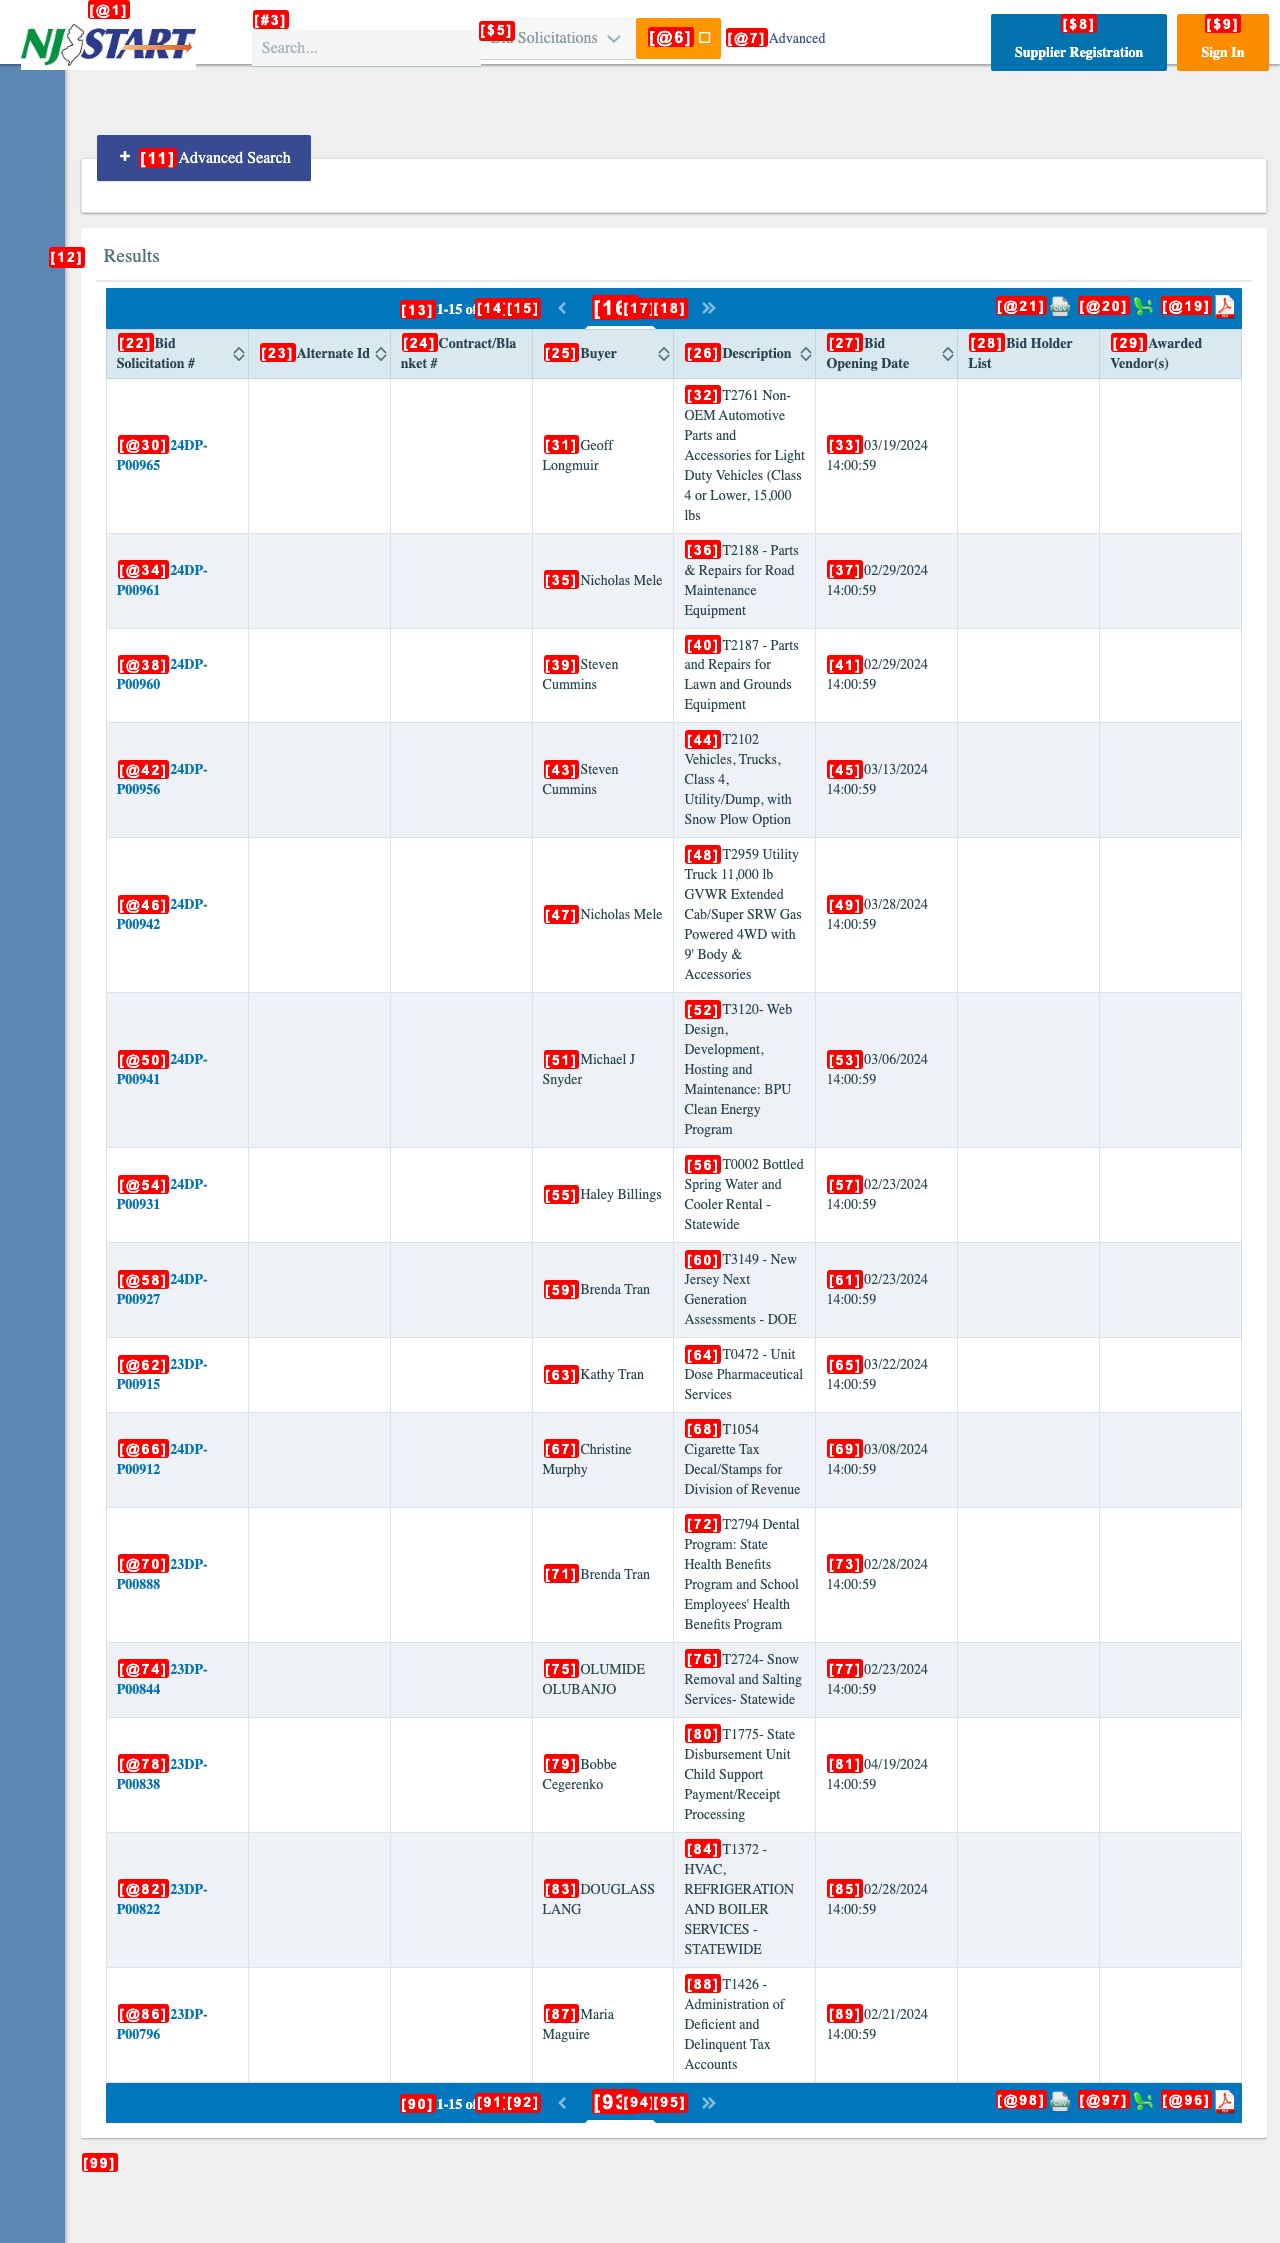 [@1]
NJ START
[#3]
Search...
[$5]
Solicitations
[@6]
[@7] Advanced
[$8]
Supplier Registration
[$9]
Sign In
+ [11] Advanced Search
[12] Results
[13] 1-15 of [14] [15] [16] [17] [18] [@21] CSV [@20] [@19]
[22] Bid
Solicitation #
[23] Alternate Id
[24] Contract/Bla
nket #
[25] Buyer
[26] Description
[27] Bid
Opening Date
[28] Bid Holder
List
[29] Awarded
Vendor(s)
[@30] 24DP-
P00965
[31] Geoff
Longmuir
[32] T2761 Non-
OEM Automotive
Parts and
Accessories for Light
Duty Vehicles (Class
4 or Lower, 15,000
lbs
[33] 03/19/2024
14:00:59
[@34] 24DP-
P00961
[35] Nicholas Mele
[36] T2188 - Parts
& Repairs for Road
Maintenance
Equipment
[37] 02/29/2024
14:00:59
[@38] 24DP-
P00960
[39] Steven
Cummins
[40] T2187 - Parts
and Repairs for
Lawn and Grounds
Equipment
[41] 02/29/2024
14:00:59
[@42] 24DP-
P00956
[43] Steven
Cummins
[44] T2102
Vehicles, Trucks,
Class 4,
Utility/Dump, with
Snow Plow Option
[45] 03/13/2024
14:00:59
[@46] 24DP-
P00942
[47] Nicholas Mele
[48] T2959 Utility
Truck 11,000 lb
GVWR Extended
Cab/Super SRW Gas
Powered 4WD with
9' Body &
Accessories
[49] 03/28/2024
14:00:59
[@50] 24DP-
P00941
[51] Michael J
Snyder
[52] T3120- Web
Design,
Development,
Hosting and
Maintenance: BPU
Clean Energy
Program
[53] 03/06/2024
14:00:59
[@54] 24DP-
P00931
[55] Haley Billings
[56] T0002 Bottled
Spring Water and
Cooler Rental -
Statewide
[57] 02/23/2024
14:00:59
[@58] 24DP-
P00927
[59] Brenda Tran
[60] T3149 - New
Jersey Next
Generation
Assessments - DOE
[61] 02/23/2024
14:00:59
[@62] 23DP-
P00915
[63] Kathy Tran
[64] T0472 - Unit
Dose Pharmaceutical
Services
[65] 03/22/2024
14:00:59
[@66] 24DP-
P00912
[67] Christine
Murphy
[68] T1054
Cigarette Tax
Decal/Stamps for
Division of Revenue
[69] 03/08/2024
14:00:59
[@70] 23DP-
P00888
[71] Brenda Tran
[72] T2794 Dental
Program: State
Health Benefits
Program and School
Employees' Health
Benefits Program
[73] 02/28/2024
14:00:59
[@74] 23DP-
P00844
[75] OLUMIDE
OLUBANJO
[76] T2724- Snow
Removal and Salting
Services- Statewide
[77] 02/23/2024
14:00:59
[@78] 23DP-
P00838
[79] Bobbe
Cegerenko
[80] T1775- State
Disbursement Unit
Child Support
Payment/Receipt
Processing
[81] 04/19/2024
14:00:59
[@82] 23DP-
P00822
[83] DOUGLASS
LANG
[84] T1372 -
HVAC,
REFRIGERATION
AND BOILER
SERVICES -
STATEWIDE
[85] 02/28/2024
14:00:59
[@86] 23DP-
P00796
[87] Maria
Maguire
[88] T1426 -
Administration of
Deficient and
Delinquent Tax
Accounts
[89] 02/21/2024
14:00:59
[90] 1-15 of [91] [92] [93] [94] [95] [@98] CSV [@97] [@96]
[99]